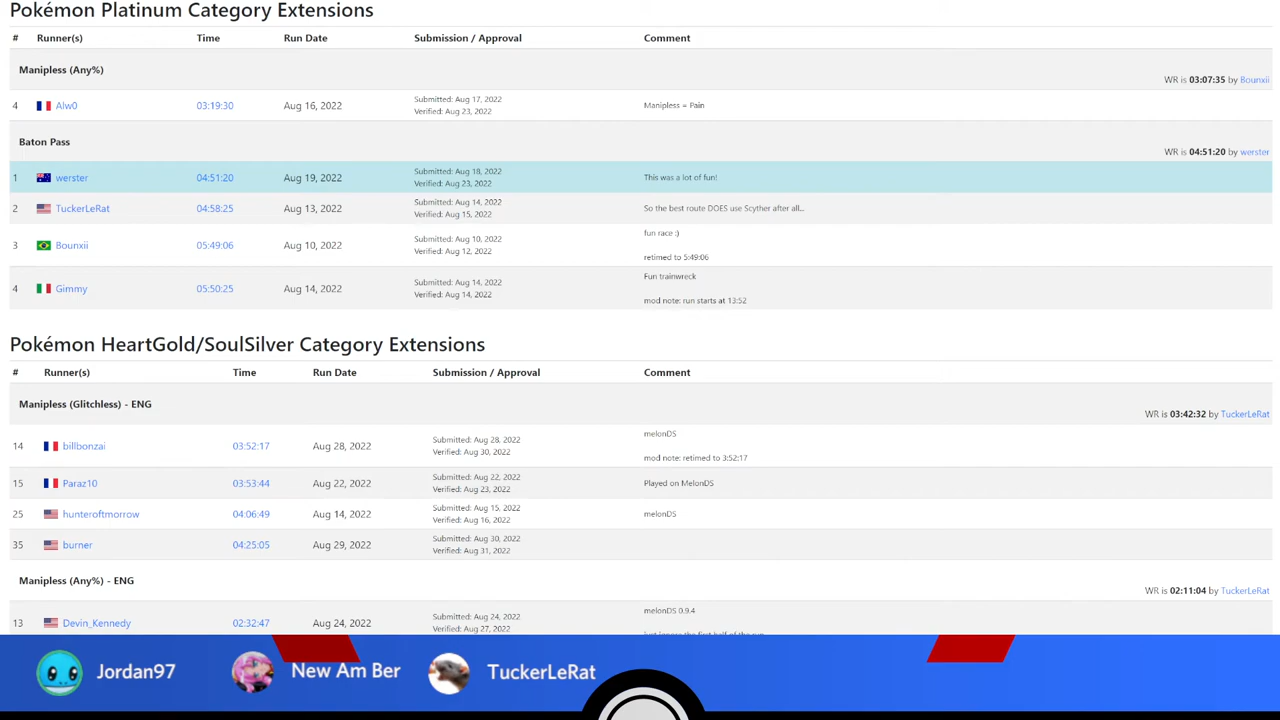 Pokémon Platinum Category Extensions
# Runner(s) Time Run Date Submission / Approval Comment
Manipless (Any%)
WR is 03:07:35 by Bounxii
4 Alw0 03:19:30 Aug 16, 2022 Submitted: Aug 17, 2022 Manipless = Pain
Verified: Aug 23, 2022
Baton Pass
WR is 04:51:20 by werster
1 werster 04:51:20 Aug 19, 2022 Submitted: Aug 18, 2022 This was a lot of fun!
Verified: Aug 23, 2022
2 TuckerLeRat 04:58:25 Aug 13, 2022 Submitted: Aug 14, 2022 So the best route DOES use Scyther after all...
Verified: Aug 15, 2022
3 Bounxii 05:49:06 Aug 10, 2022 Submitted: Aug 10, 2022 fun race :)
Verified: Aug 12, 2022 retimed to 5:49:06
4 Gimmy 05:50:25 Aug 14, 2022 Submitted: Aug 14, 2022 Fun trainwreck
Verified: Aug 14, 2022 mod note: run starts at 13:52
Pokémon HeartGold/SoulSilver Category Extensions
# Runner(s) Time Run Date Submission / Approval Comment
Manipless (Glitchless) - ENG
WR is 03:42:32 by TuckerLeRat
14 billbonzai 03:52:17 Aug 28, 2022 Submitted: Aug 28, 2022 melonDS
Verified: Aug 30, 2022 mod note: retimed to 3:52:17
15 Paraz10 03:53:44 Aug 22, 2022 Submitted: Aug 22, 2022 Played on MelonDS
Verified: Aug 23, 2022
25 hunteroftmorrow 04:06:49 Aug 14, 2022 Submitted: Aug 15, 2022 melonDS
Verified: Aug 16, 2022
35 burner 04:25:05 Aug 29, 2022 Submitted: Aug 30, 2022
Verified: Aug 31, 2022
Manipless (Any%) - ENG
WR is 02:11:04 by TuckerLeRat
13 Devin_Kennedy 02:32:47 Aug 24, 2022 Submitted: Aug 24, 2022 melonDS 0.9.4
Verified: Aug 27, 2022 just ignore the first half of the run
Jordan97 New Am Ber TuckerLeRat